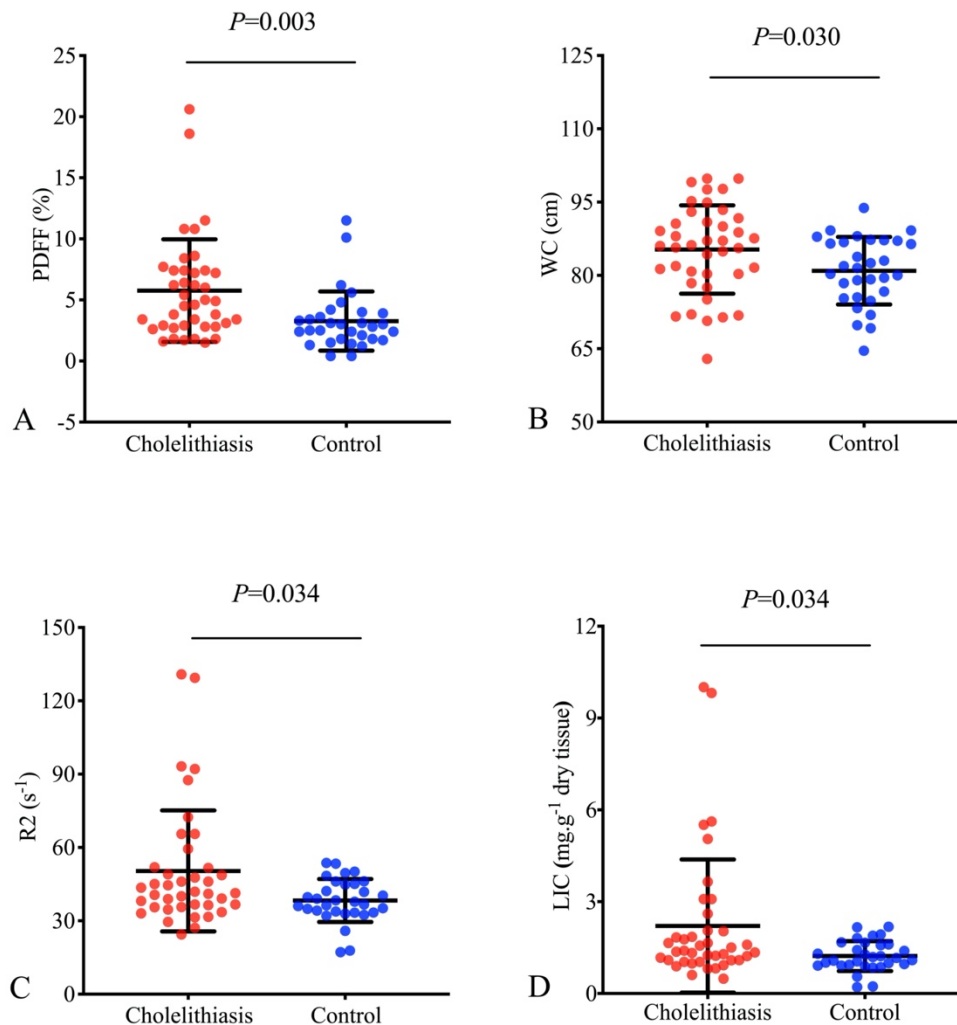 P=0.003
25
20
15
10
5
0
-5
PDFF (%)
Cholelithiasis
Control
A
P=0.030
125
110
95
80
65
50
WC (cm)
Cholelithiasis
Control
B
P=0.034
150
120
90
60
30
0
R2 (s⁻¹)
Cholelithiasis
Control
C
P=0.034
12
9
6
3
0
LIC (mg.g⁻¹ dry tissue)
Cholelithiasis
Control
D